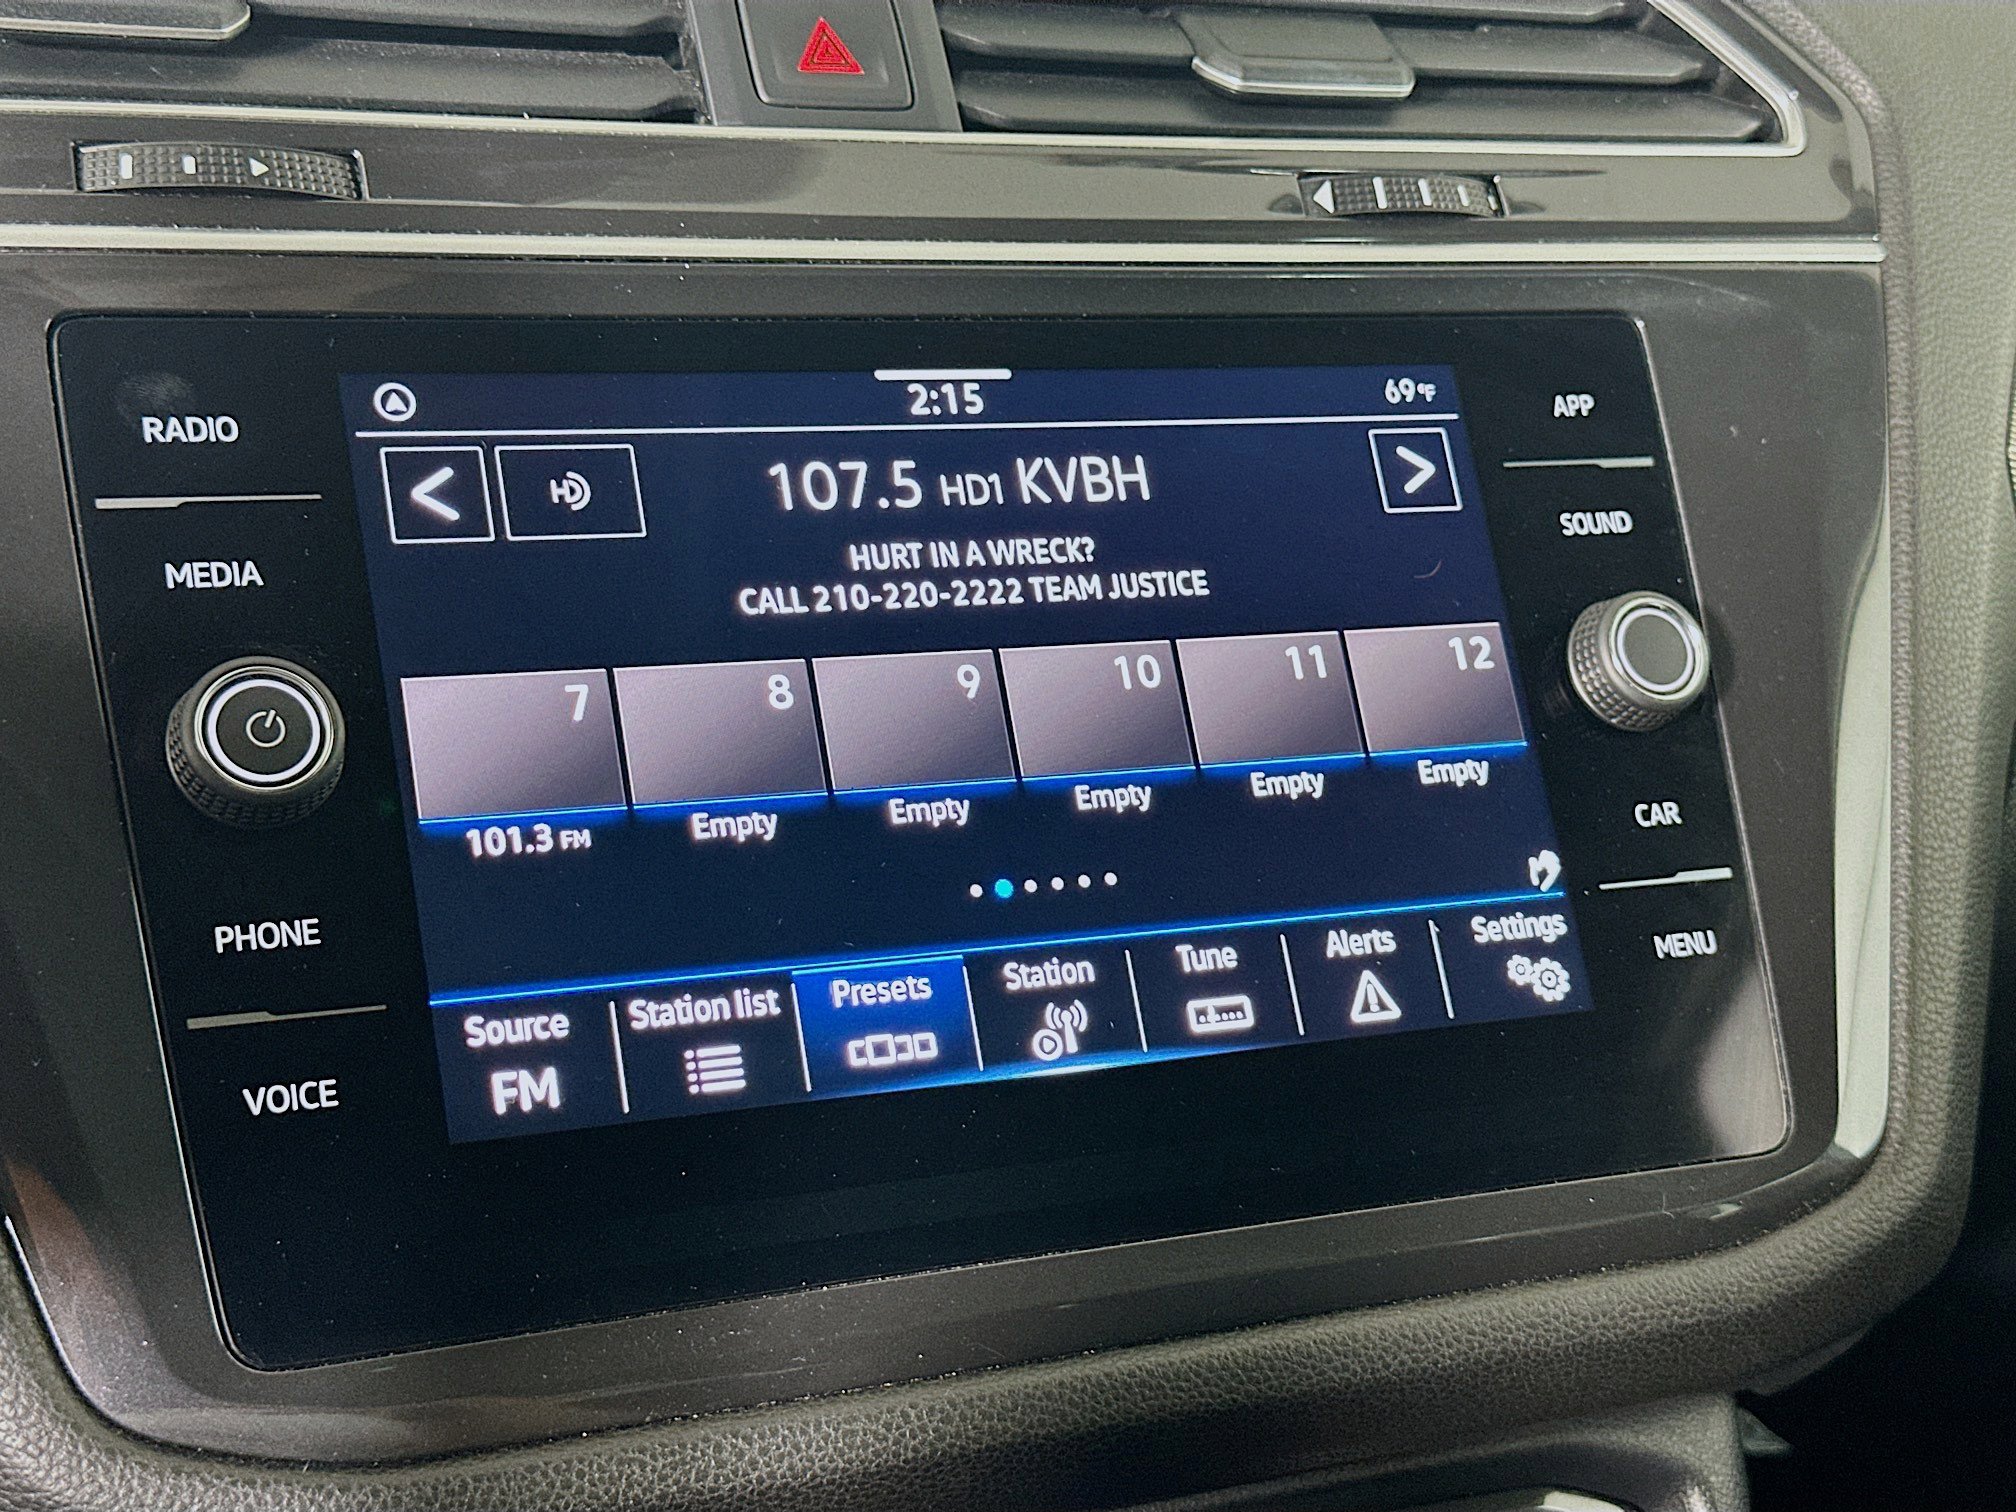 2:15
69°F
RADIO
APP
HD
107.5 HD1 KVBH
MEDIA
SOUND
HURT IN A WRECK?
CALL 210-220-2222 TEAM JUSTICE
7
8
9
10
11
12
101.3 FM
Empty
Empty
Empty
Empty
Empty
CAR
PHONE
MENU
Source
FM
Station list
Presets
Station
Tune
Alerts
Settings
VOICE